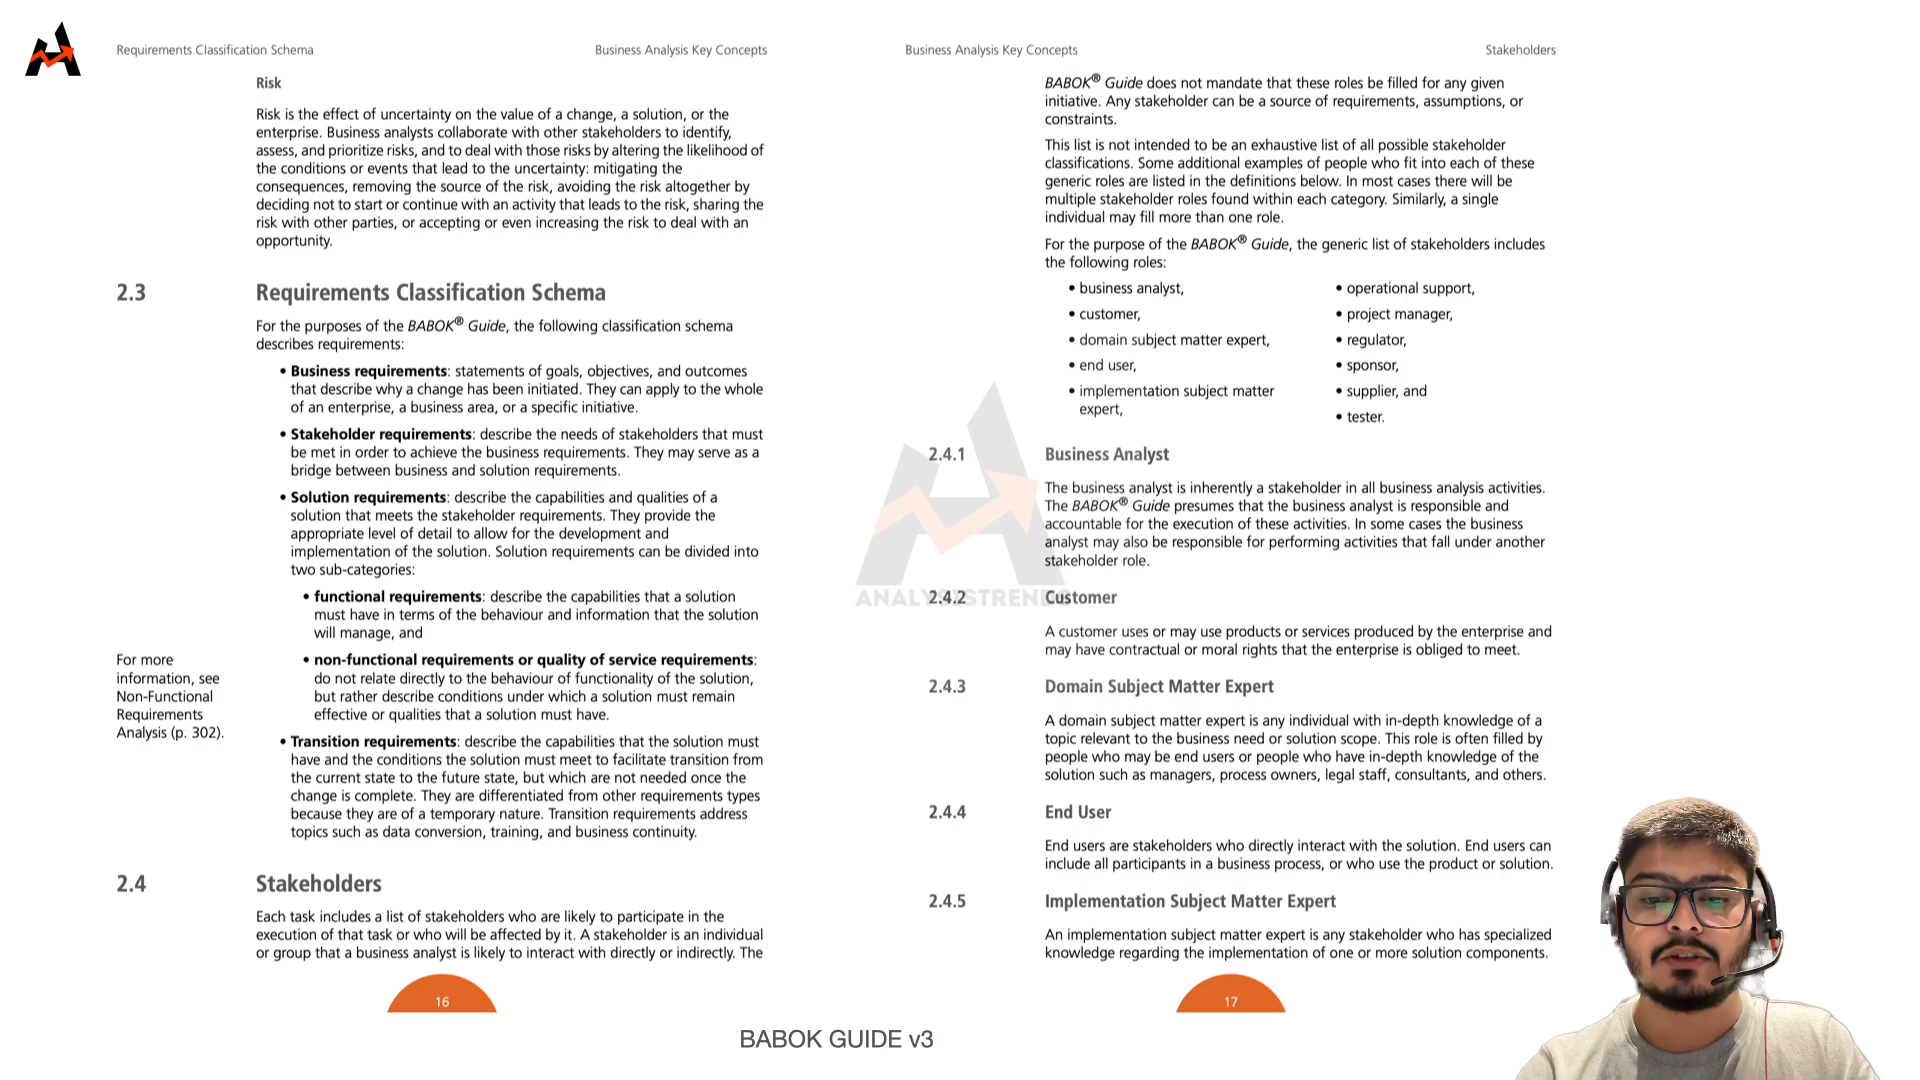 Requirements Classification Schema
Business Analysis Key Concepts
Risk
Risk is the effect of uncertainty on the value of a change, a solution, or the
enterprise. Business analysts collaborate with other stakeholders to identify,
assess, and prioritize risks, and to deal with those risks by altering the likelihood of
the conditions or events that lead to the uncertainty: mitigating the
consequences, removing the source of the risk, avoiding the risk altogether by
deciding not to start or continue with an activity that leads to the risk, sharing the
risk with other parties, or accepting or even increasing the risk to deal with an
opportunity.
2.3 Requirements Classification Schema
For the purposes of the BABOK® Guide, the following classification schema
describes requirements:
• Business requirements: statements of goals, objectives, and outcomes
that describe why a change has been initiated. They can apply to the whole
of an enterprise, a business area, or a specific initiative.
• Stakeholder requirements: describe the needs of stakeholders that must
be met in order to achieve the business requirements. They may serve as a
bridge between business and solution requirements.
• Solution requirements: describe the capabilities and qualities of a
solution that meets the stakeholder requirements. They provide the
appropriate level of detail to allow for the development and
implementation of the solution. Solution requirements can be divided into
two sub-categories:
• functional requirements: describe the capabilities that a solution
must have in terms of the behaviour and information that the solution
will manage, and
• non-functional requirements or quality of service requirements:
do not relate directly to the behaviour of functionality of the solution,
but rather describe conditions under which a solution must remain
effective or qualities that a solution must have.
For more
information, see
Non-Functional
Requirements
Analysis (p. 302).
• Transition requirements: describe the capabilities that the solution must
have and the conditions the solution must meet to facilitate transition from
the current state to the future state, but which are not needed once the
change is complete. They are differentiated from other requirements types
because they are of a temporary nature. Transition requirements address
topics such as data conversion, training, and business continuity.
2.4 Stakeholders
Each task includes a list of stakeholders who are likely to participate in the
execution of that task or who will be affected by it. A stakeholder is an individual
or group that a business analyst is likely to interact with directly or indirectly. The
16
Business Analysis Key Concepts
Stakeholders
BABOK® Guide does not mandate that these roles be filled for any given
initiative. Any stakeholder can be a source of requirements, assumptions, or
constraints.
This list is not intended to be an exhaustive list of all possible stakeholder
classifications. Some additional examples of people who fit into each of these
generic roles are listed in the definitions below. In most cases there will be
multiple stakeholder roles found within each category. Similarly, a single
individual may fill more than one role.
For the purpose of the BABOK® Guide, the generic list of stakeholders includes
the following roles:
• business analyst,
• customer,
• domain subject matter expert,
• end user,
• implementation subject matter
expert,
• operational support,
• project manager,
• regulator,
• sponsor,
• supplier, and
• tester.
2.4.1 Business Analyst
The business analyst is inherently a stakeholder in all business analysis activities.
The BABOK® Guide presumes that the business analyst is responsible and
accountable for the execution of these activities. In some cases the business
analyst may also be responsible for performing activities that fall under another
stakeholder role.
ANALYSISTRENDS
2.4.2 Customer
A customer uses or may use products or services produced by the enterprise and
may have contractual or moral rights that the enterprise is obliged to meet.
2.4.3 Domain Subject Matter Expert
A domain subject matter expert is any individual with in-depth knowledge of a
topic relevant to the business need or solution scope. This role is often filled by
people who may be end users or people who have in-depth knowledge of the
solution such as managers, process owners, legal staff, consultants, and others.
2.4.4 End User
End users are stakeholders who directly interact with the solution. End users can
include all participants in a business process, or who use the product or solution.
2.4.5 Implementation Subject Matter Expert
An implementation subject matter expert is any stakeholder who has specialized
knowledge regarding the implementation of one or more solution components.
17
BABOK GUIDE v3